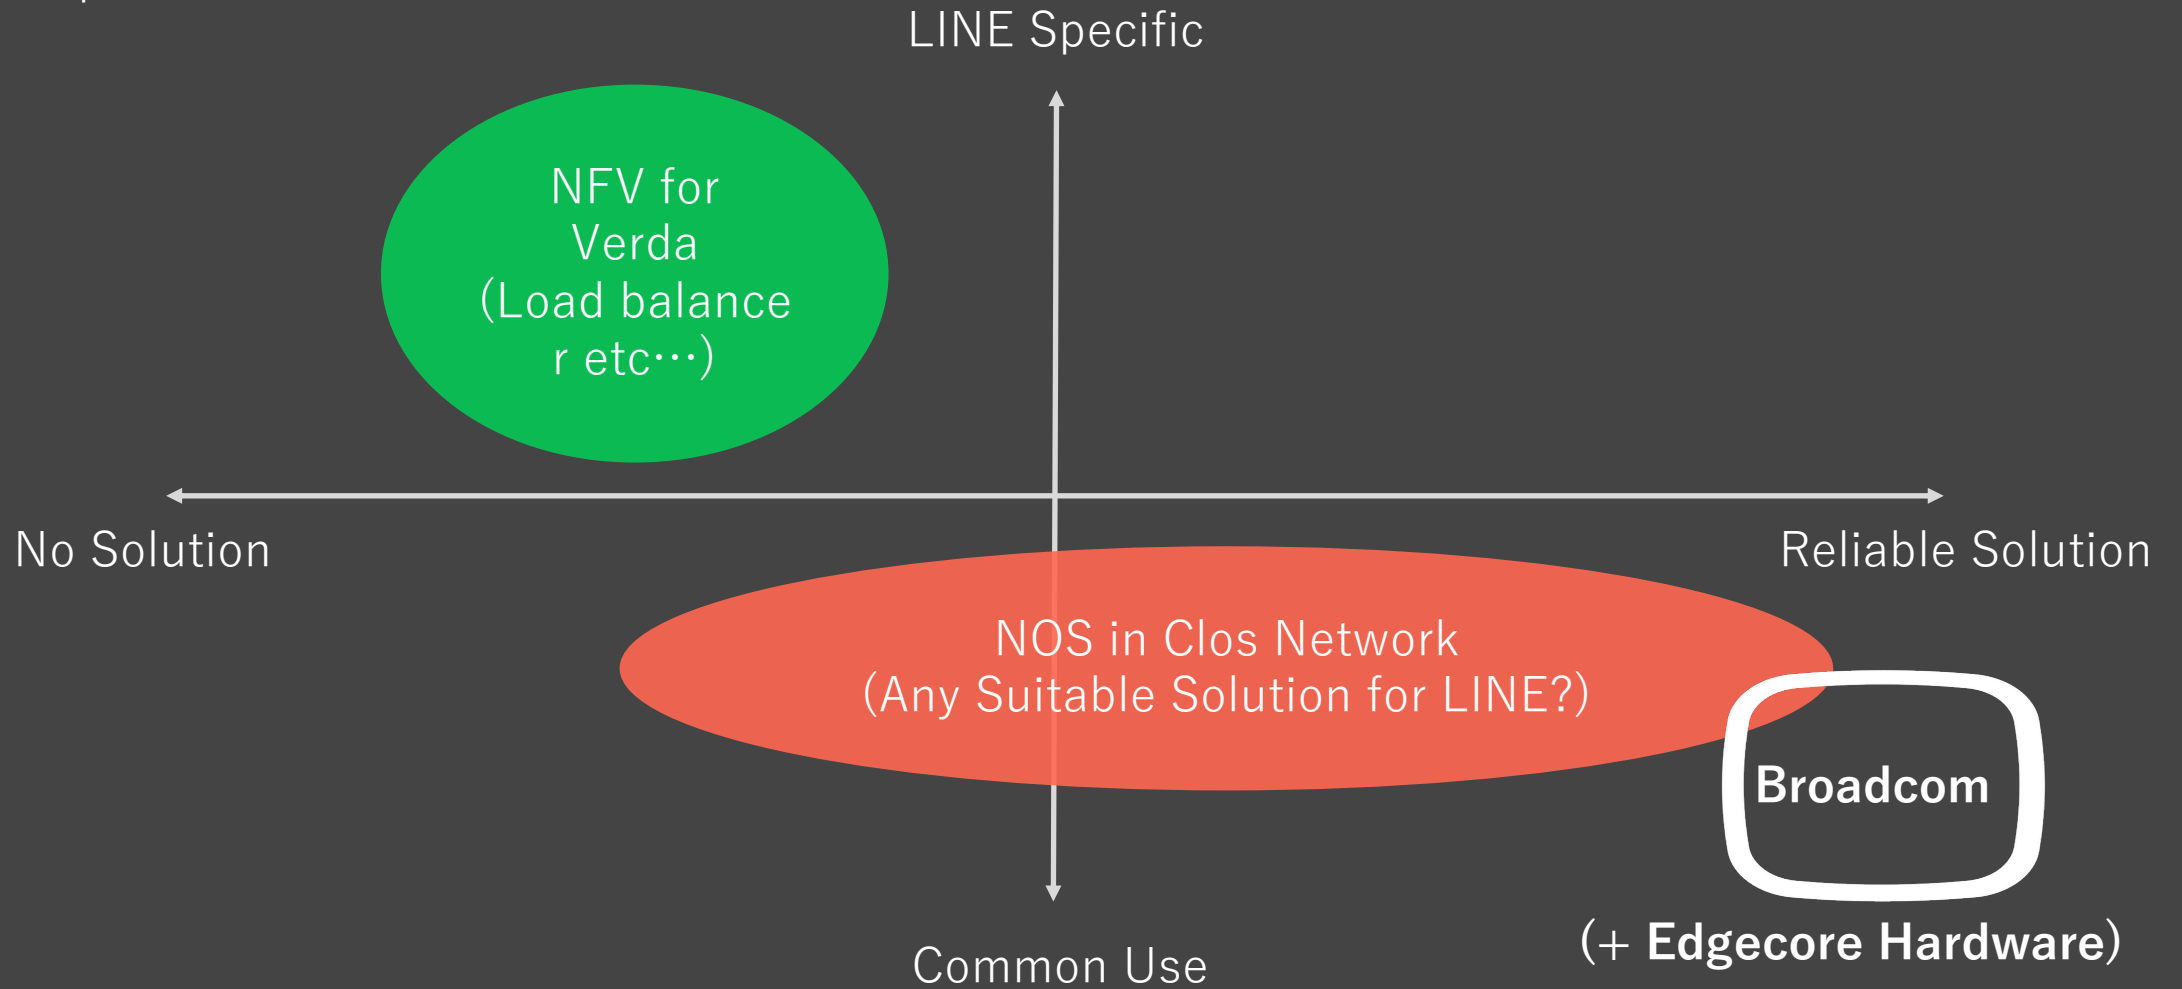 LINE Specific
NFV for
Verda
(Load balance
r etc…)
No Solution
Reliable Solution
NOS in Clos Network
(Any Suitable Solution for LINE?)
Broadcom
(+ Edgecore Hardware)
Common Use